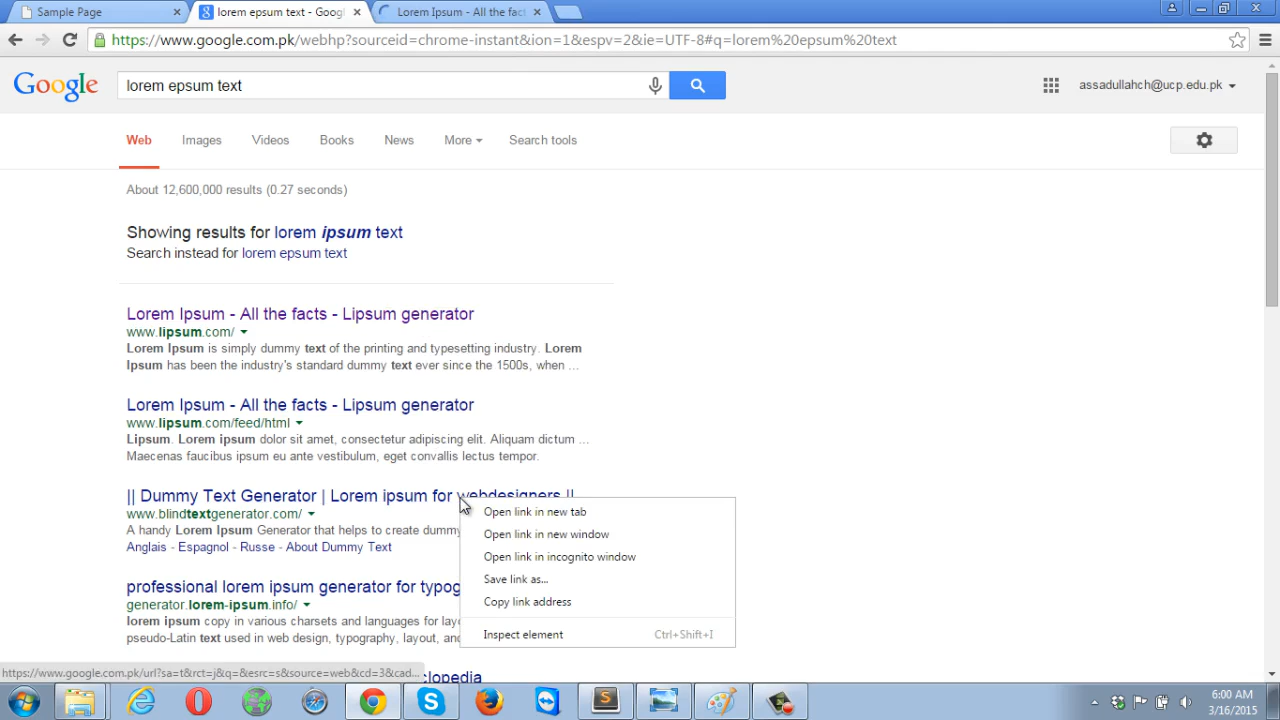 Sample Page
lorem epsum text - Googl
Lorem Ipsum - All the fact
https://www.google.com.pk/webhp?sourceid=chrome-instant&ion=1&espv=2&ie=UTF-8#q=lorem%20epsum%20text
Google
lorem epsum text
assadullahch@ucp.edu.pk
Web Images Videos Books News More Search tools
About 12,600,000 results (0.27 seconds)
Showing results for lorem ipsum text
Search instead for lorem epsum text
Lorem Ipsum - All the facts - Lipsum generator
www.lipsum.com/
Lorem Ipsum is simply dummy text of the printing and typesetting industry. Lorem
Ipsum has been the industry's standard dummy text ever since the 1500s, when ...
Lorem Ipsum - All the facts - Lipsum generator
www.lipsum.com/feed/html
Lipsum. Lorem ipsum dolor sit amet, consectetur adipiscing elit. Aliquam dictum ...
Maecenas faucibus ipsum eu ante vestibulum, eget convallis lectus tempor.
|| Dummy Text Generator | Lorem ipsum for webdesigners ||
www.blindtextgenerator.com/
A handy Lorem Ipsum Generator that helps to create dummy
Anglais - Espagnol - Russe - About Dummy Text
professional lorem ipsum generator for typog
generator.lorem-ipsum.info/
lorem ipsum copy in various charsets and languages for lay
pseudo-Latin text used in web design, typography, layout, and
Open link in new tab
Open link in new window
Open link in incognito window
Save link as...
Copy link address
Inspect element Ctrl+Shift+I
https://www.google.com.pk/url?sa=t&rct=j&q=&esrc=s&source=web&cd=3&cad...
clopedia
6:00 AM
3/16/2015